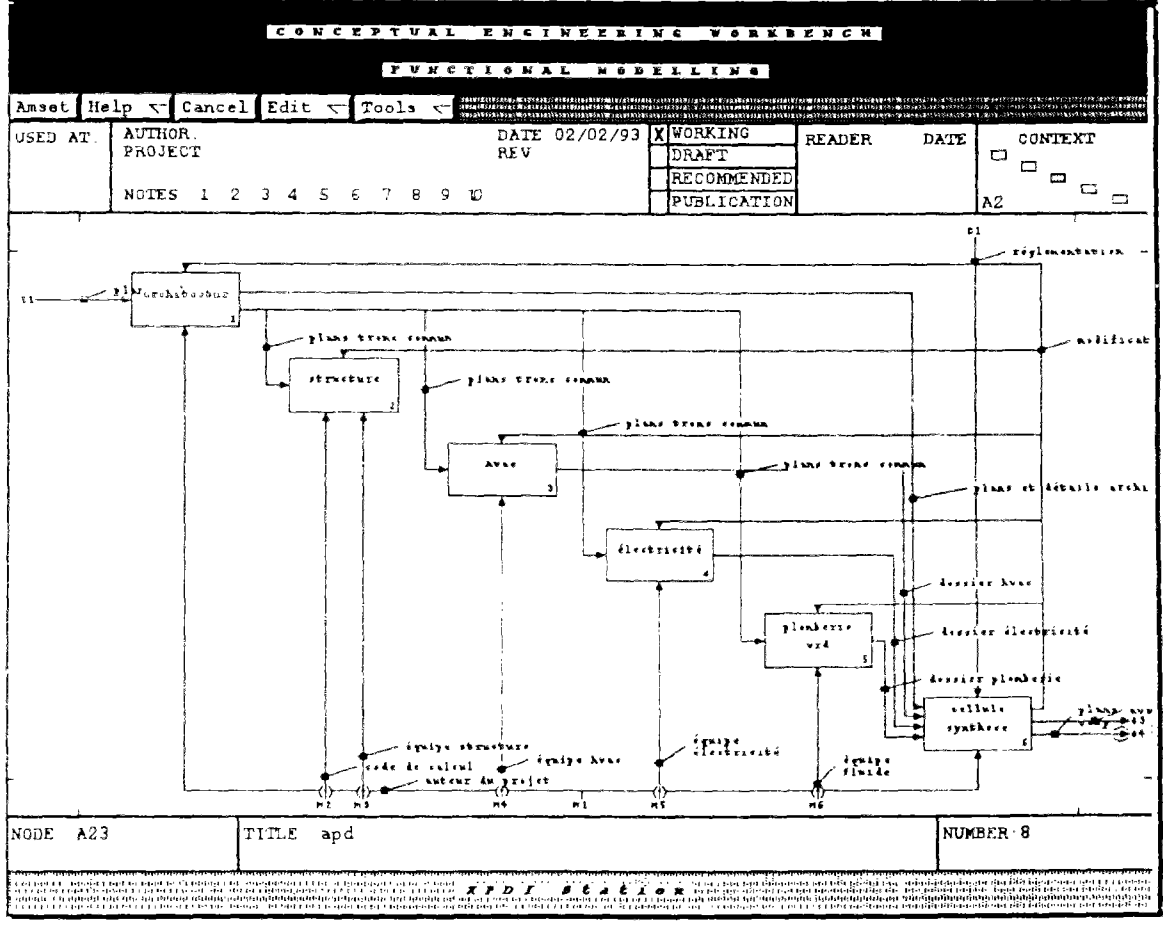 CONCEPTUAL ENGINEERING WORKBENCH
FUNCTIONAL MODELLING
Amset Help Cancel Edit Tools
USED AT.
AUTHOR.
PROJECT
DATE 02/02/93
REV
NOTES 1 2 3 4 5 6 7 8 9 10
X WORKING
DRAFT
RECOMMENDED
PUBLICATION
READER DATE
CONTEXT
A2
réglementation
1
plans tronc commun
modificat
structure
2
plans tronc commun
plans tronc commun
hvac
3
plans tronc commun
plans et détails archi
électricité
4
dossier hvac
plomberie
vrd
5
dossier électricité
dossier plomberie
cellule
synthese
6
plans
équipe structure
code de calcul
auteur du projet
équipe hvac
équipe
électricité
équipe
fluide
M2 M3 M4 M1 M5 M6
NODE A23
TITLE apd
NUMBER 8
station